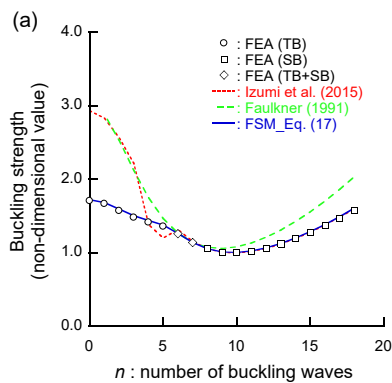 (a)
4.0
3.0
2.0
1.0
0.0
Buckling strength
(non-dimensional value)
: FEA (TB)
: FEA (SB)
: FEA (TB+SB)
: Izumi et al. (2015)
: Faulkner (1991)
: FSM_Eq. (17)
0 5 10 15 20
n : number of buckling waves